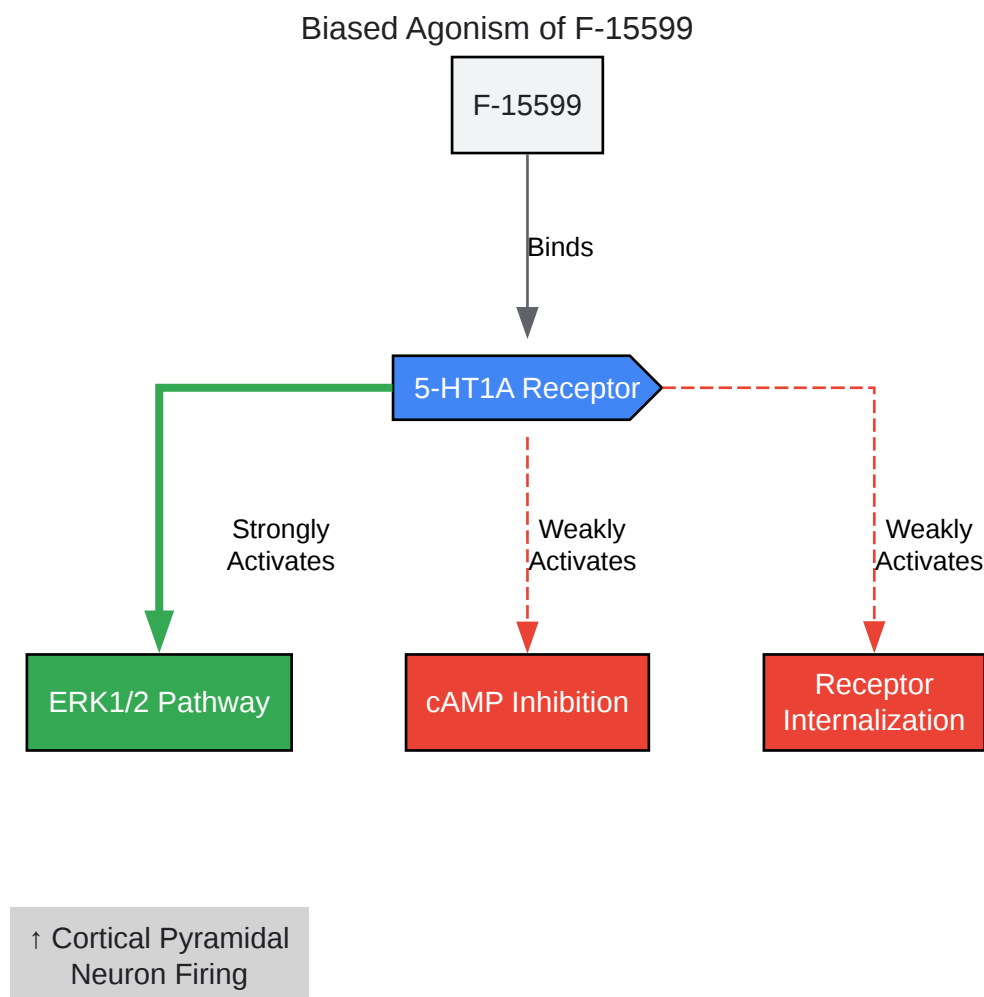 Biased Agonism of F-15599
F-15599
Binds
5-HT1A Receptor
Strongly
Activates
Weakly
Activates
Weakly
Activates
ERK1/2 Pathway
cAMP Inhibition
Receptor
Internalization
↑ Cortical Pyramidal
Neuron Firing